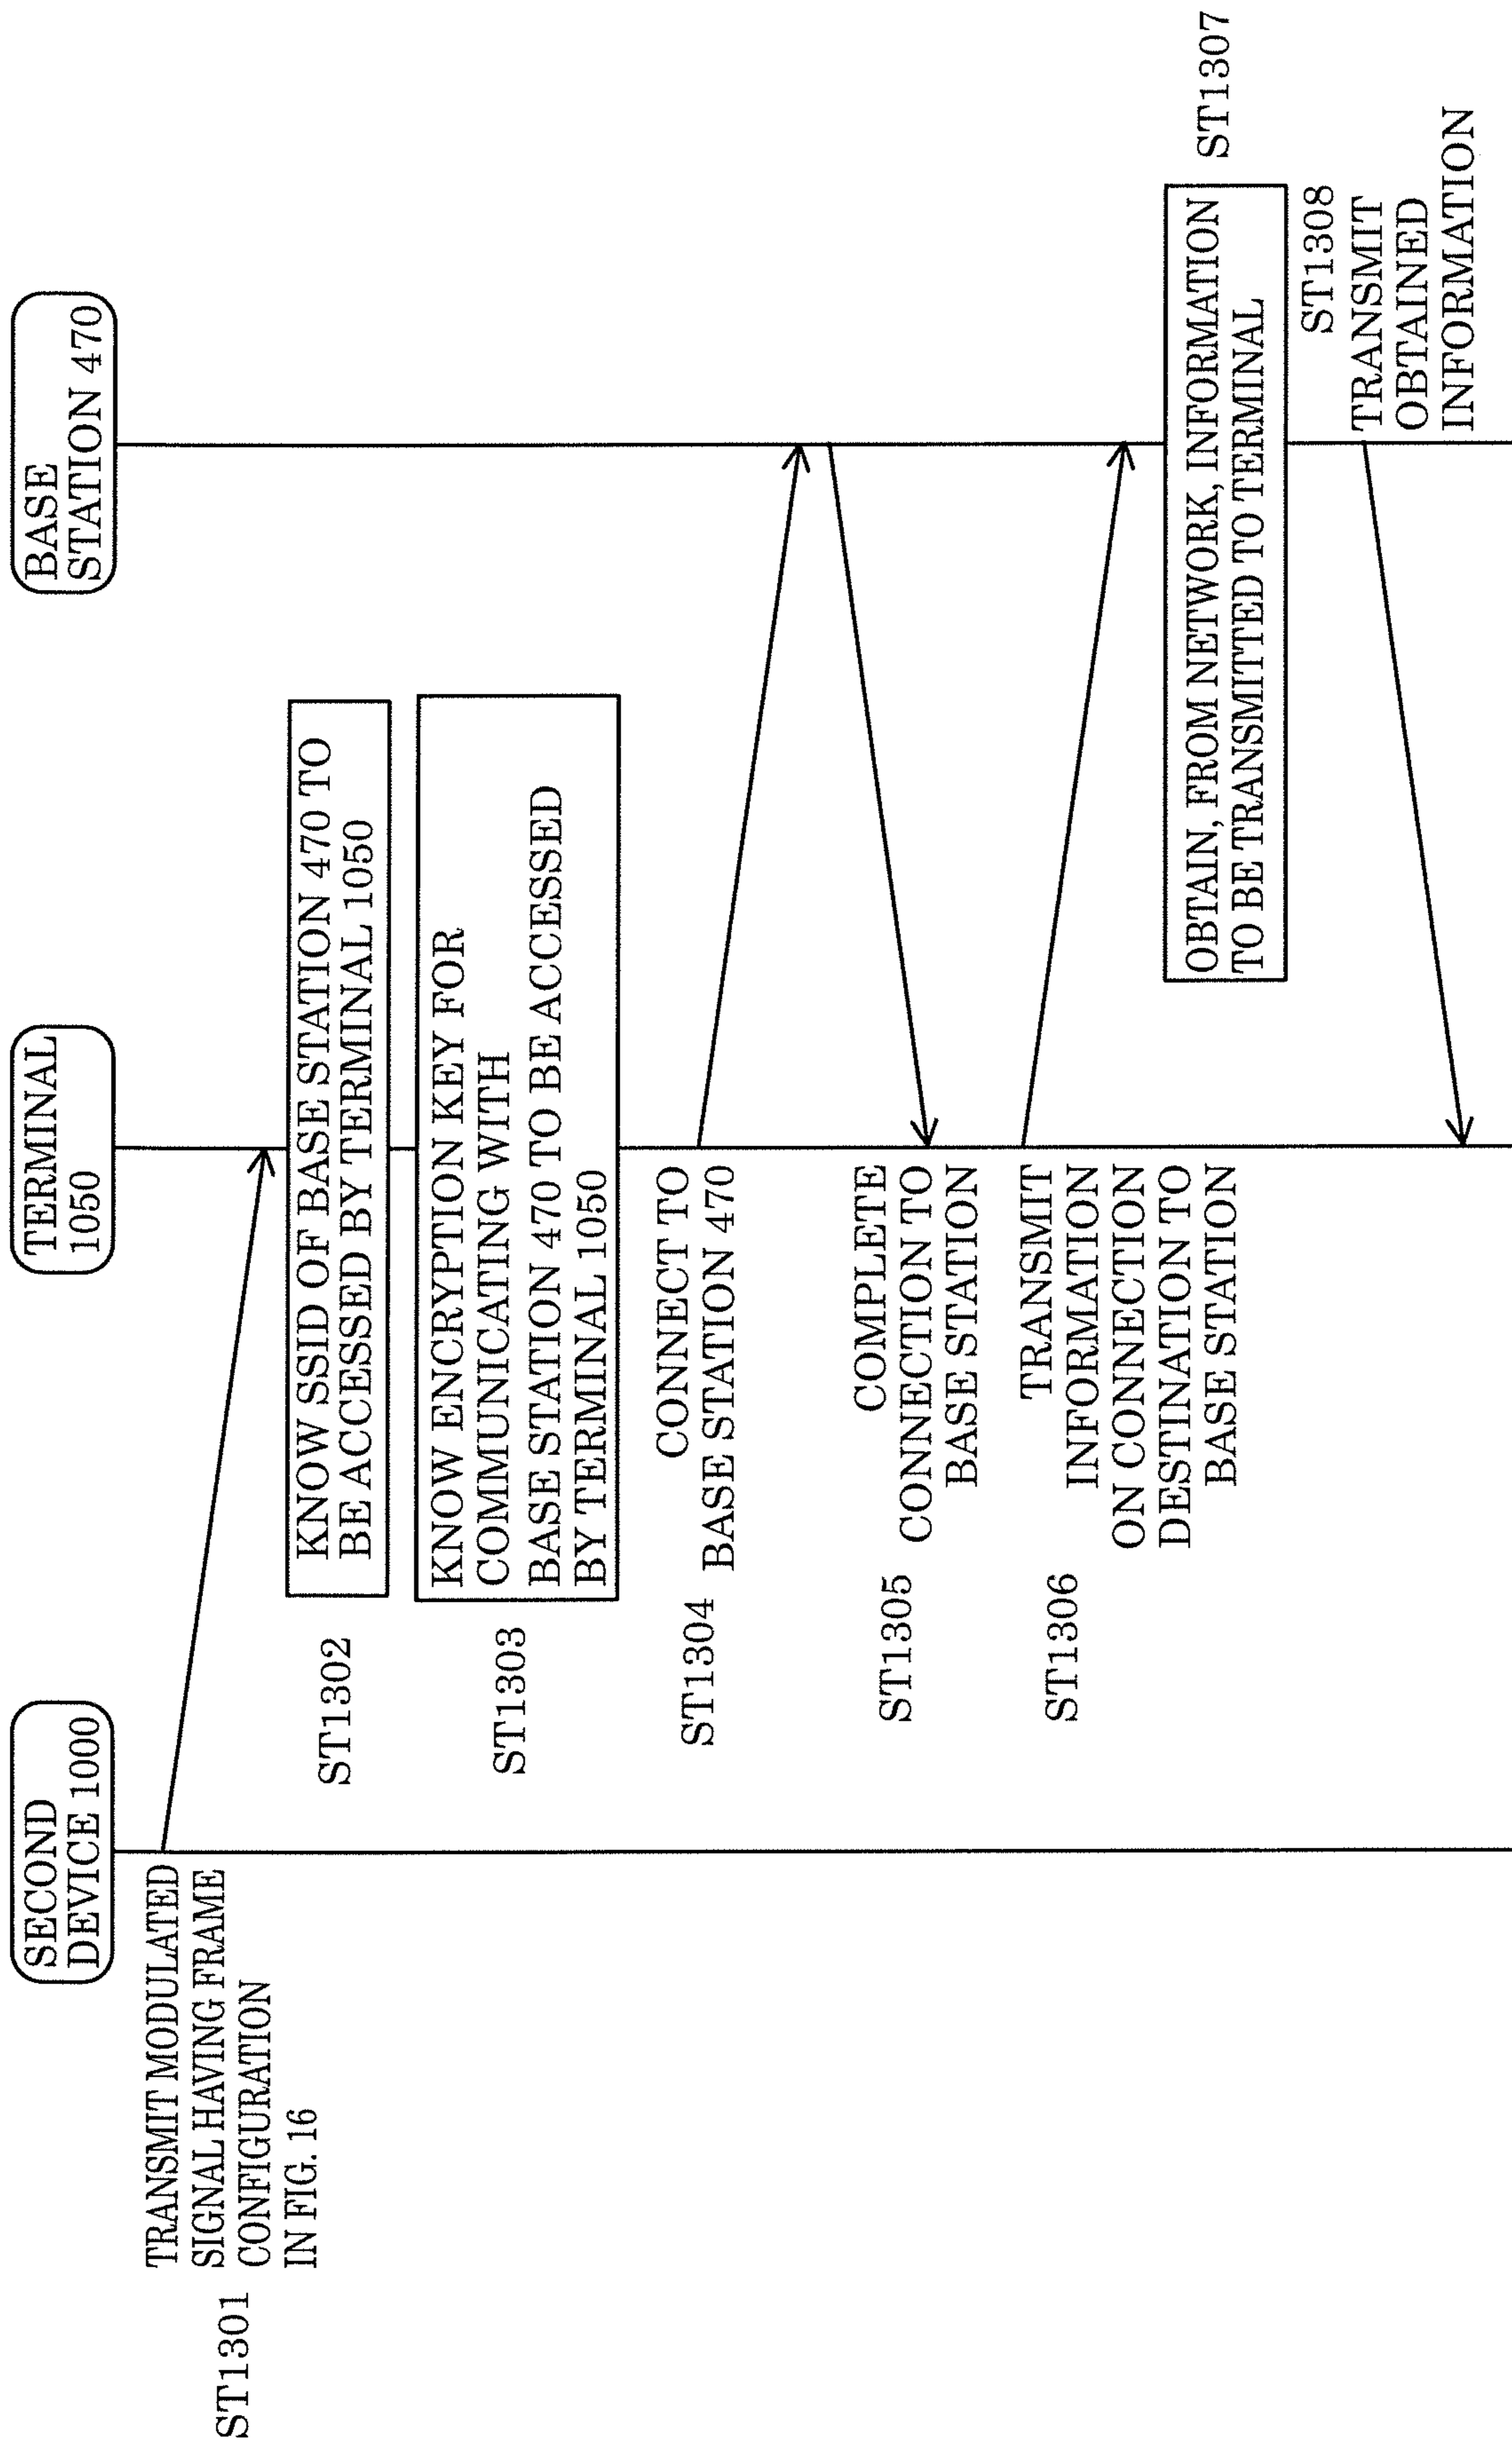 SECOND
DEVICE 1000
TERMINAL
1050
BASE
STATION 470
ST1301
TRANSMIT MODULATED
SIGNAL HAVING FRAME
CONFIGURATION
IN FIG. 16
ST1302
KNOW SSID OF BASE STATION 470 TO
BE ACCESSED BY TERMINAL 1050
ST1303
KNOW ENCRYPTION KEY FOR
COMMUNICATING WITH
BASE STATION 470 TO BE ACCESSED
BY TERMINAL 1050
ST1304
CONNECT TO
BASE STATION 470
ST1305
COMPLETE
CONNECTION TO
BASE STATION
ST1306
TRANSMIT
INFORMATION
ON CONNECTION
DESTINATION TO
BASE STATION
OBTAIN, FROM NETWORK, INFORMATION
TO BE TRANSMITTED TO TERMINAL
ST1307
ST1308
TRANSMIT
OBTAINED
INFORMATION